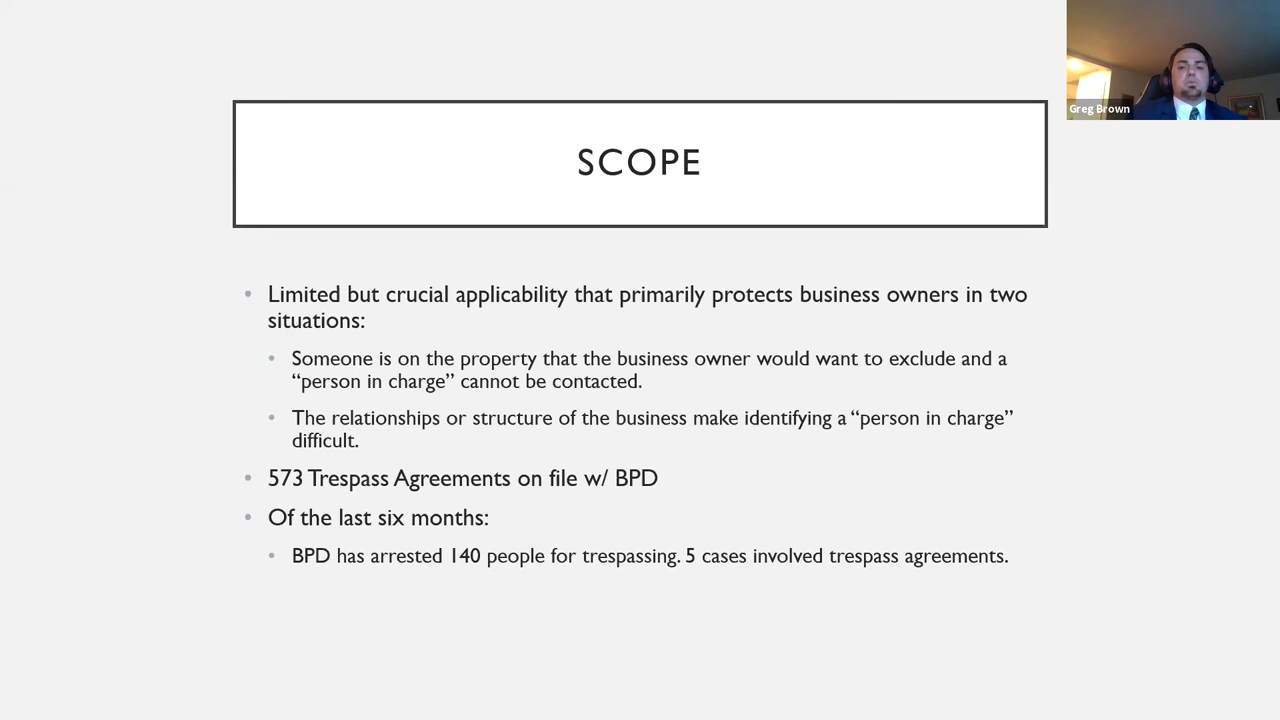 Greg Brown
SCOPE
• Limited but crucial applicability that primarily protects business owners in two
situations:
• Someone is on the property that the business owner would want to exclude and a
“person in charge” cannot be contacted.
• The relationships or structure of the business make identifying a “person in charge”
difficult.
• 573 Trespass Agreements on file w/ BPD
• Of the last six months:
• BPD has arrested 140 people for trespassing. 5 cases involved trespass agreements.